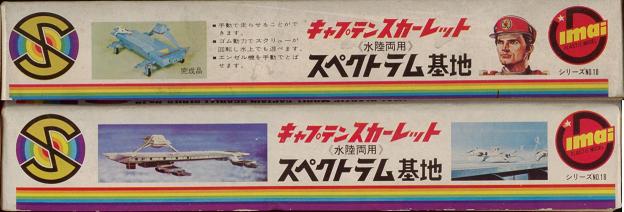 ■手動で走らせることがで
きます。
■ゴム動力でスクリューが
回転し水上でも遊べます。
■エンゼル機を手動でとば
せます。
完成品
キャプテンスカーレット
《水陸両用》
スペクトラム基地
imai
PLASTIC MODEL
シリーズNO.18
キャプテンスカーレット
《水陸両用》
スペクトラム基地
imai
PLASTIC MODEL
シリーズNO.18